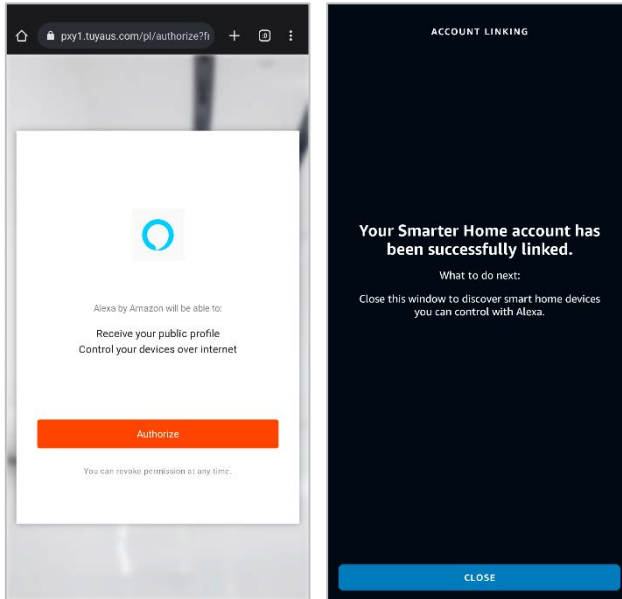 pxy1.tuyaus.com/pl/authorize?f
Alexa by Amazon will be able to:
Receive your public profile
Control your devices over internet
Authorize
You can revoke permission at any time.
ACCOUNT LINKING
Your Smarter Home account has
been successfully linked.
What to do next:
Close this window to discover smart home devices
you can control with Alexa.
CLOSE